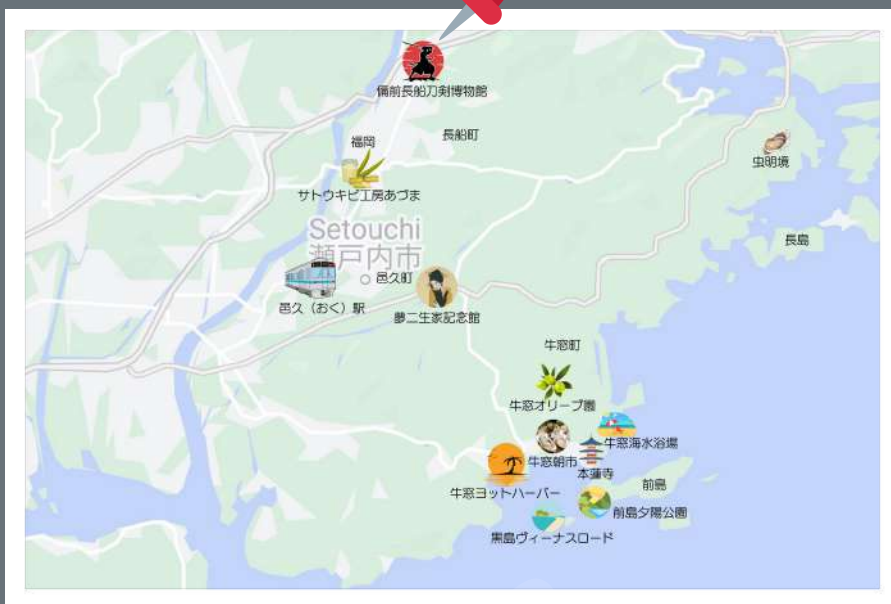 備前長船刀剣博物館
長船町
福岡
サトウキビ工房あづま
虫明境
長島
Setouchi
瀬戸内市
邑久町
邑久（おく）駅
夢二生家記念館
牛窓町
牛窓オリーブ園
牛窓海水浴場
牛窓朝市
本蓮寺
牛窓ヨットハーバー
前島
前島夕陽公園
黒島ヴィーナスロード